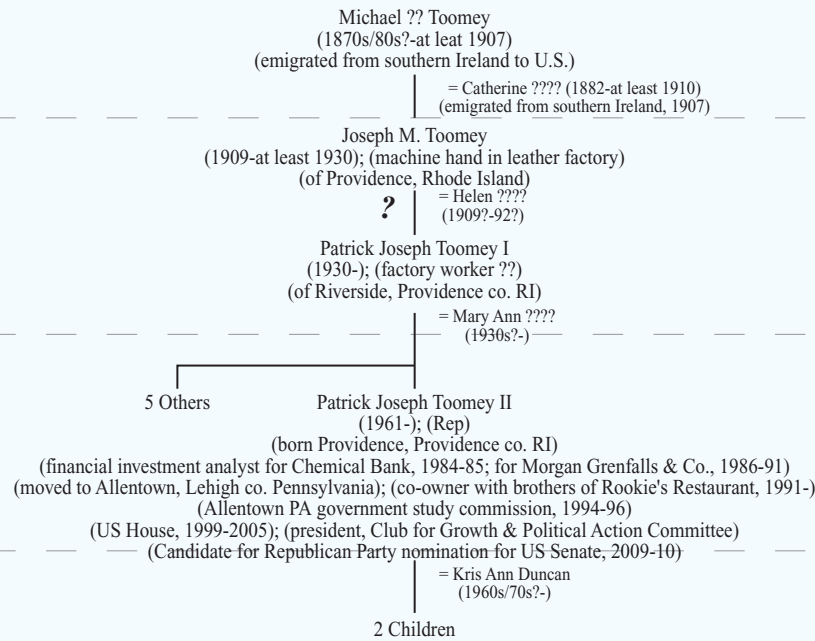 Michael ?? Toomey
(1870s/80s?-at leat 1907)
(emigrated from southern Ireland to U.S.)
= Catherine ???? (1882-at least 1910)
(emigrated from southern Ireland, 1907)
Joseph M. Toomey
(1909-at least 1930); (machine hand in leather factory)
(of Providence, Rhode Island)
?
= Helen ????
(1909?-92?)
Patrick Joseph Toomey I
(1930-); (factory worker ??)
(of Riverside, Providence co. RI)
= Mary Ann ????
(1930s?-)
5 Others
Patrick Joseph Toomey II
(1961-); (Rep)
(born Providence, Providence co. RI)
(financial investment analyst for Chemical Bank, 1984-85; for Morgan Grenfalls & Co., 1986-91)
(moved to Allentown, Lehigh co. Pennsylvania); (co-owner with brothers of Rookie's Restaurant, 1991-)
(Allentown PA government study commission, 1994-96)
(US House, 1999-2005); (president, Club for Growth & Political Action Committee)
(Candidate for Republican Party nomination for US Senate, 2009-10)
= Kris Ann Duncan
(1960s/70s?-)
2 Children